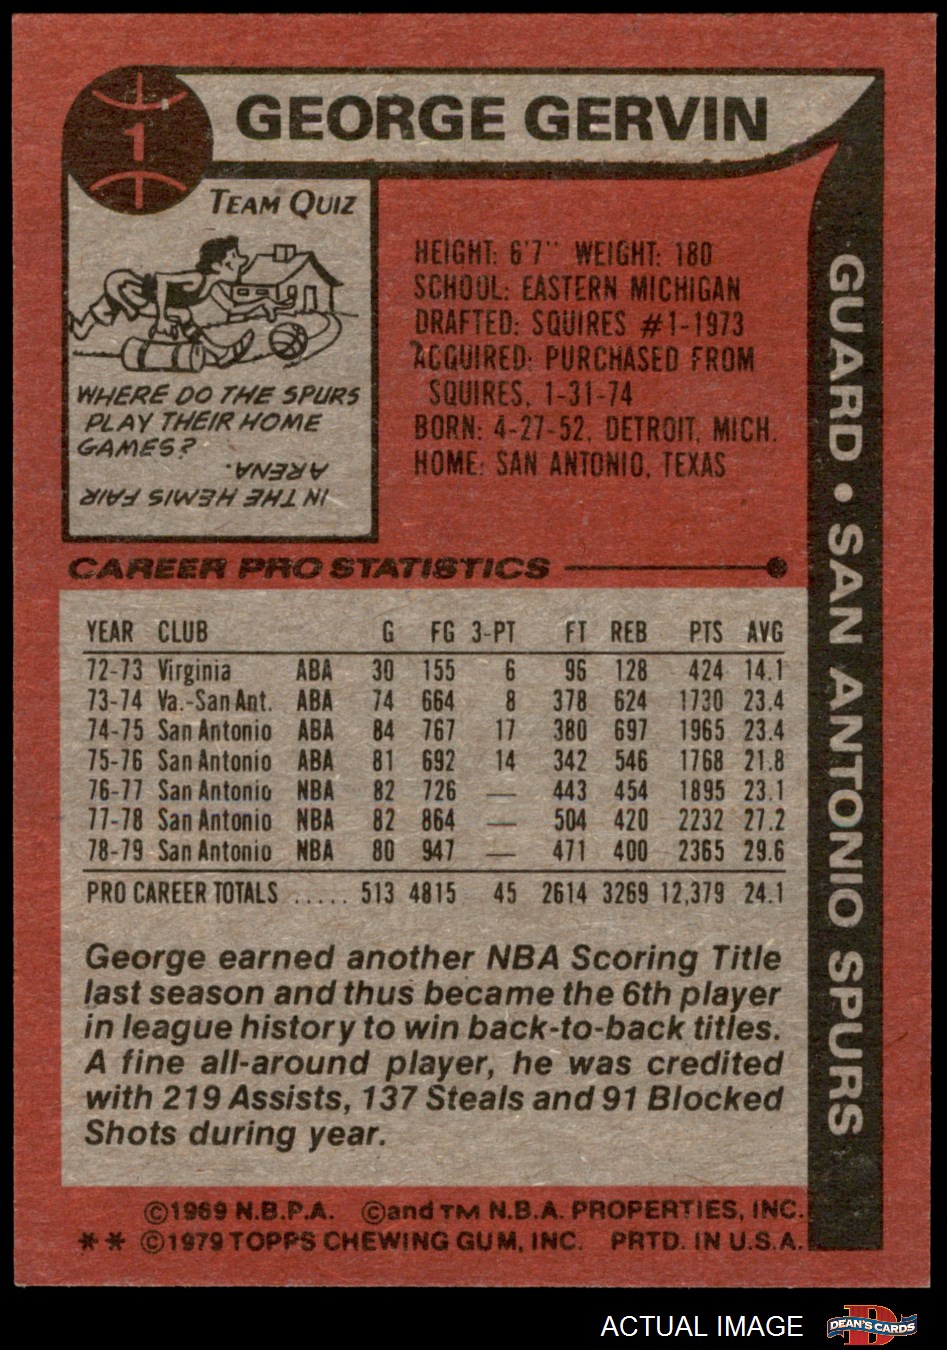 1
GEORGE GERVIN
TEAM QUIZ
WHERE DO THE SPURS
PLAY THEIR HOME
GAMES?
IN THE HEMIS FAIR
ARENA.
HEIGHT: 6'7" WEIGHT: 180
SCHOOL: EASTERN MICHIGAN
DRAFTED: SQUIRES #1-1973
ACQUIRED: PURCHASED FROM
SQUIRES, 1-31-74
BORN: 4-27-52, DETROIT, MICH.
HOME: SAN ANTONIO, TEXAS
GUARD • SAN ANTONIO SPURS
CAREER PRO STATISTICS
YEAR CLUB G FG 3-PT FT REB PTS AVG
72-73 Virginia ABA 30 155 6 96 128 424 14.1
73-74 Va.-San Ant. ABA 74 664 8 378 624 1730 23.4
74-75 San Antonio ABA 84 767 17 380 697 1965 23.4
75-76 San Antonio ABA 81 692 14 342 546 1768 21.8
76-77 San Antonio NBA 82 726 — 443 454 1895 23.1
77-78 San Antonio NBA 82 864 — 504 420 2232 27.2
78-79 San Antonio NBA 80 947 — 471 400 2365 29.6
PRO CAREER TOTALS ..... 513 4815 45 2614 3269 12,379 24.1
George earned another NBA Scoring Title
last season and thus became the 6th player
in league history to win back-to-back titles.
A fine all-around player, he was credited
with 219 Assists, 137 Steals and 91 Blocked
Shots during year.
©1969 N.B.P.A. ©and TM N.B.A. PROPERTIES, INC.
** ©1979 TOPPS CHEWING GUM, INC. PRTD. IN U.S.A.
ACTUAL IMAGE
D
DEAN'S CARDS